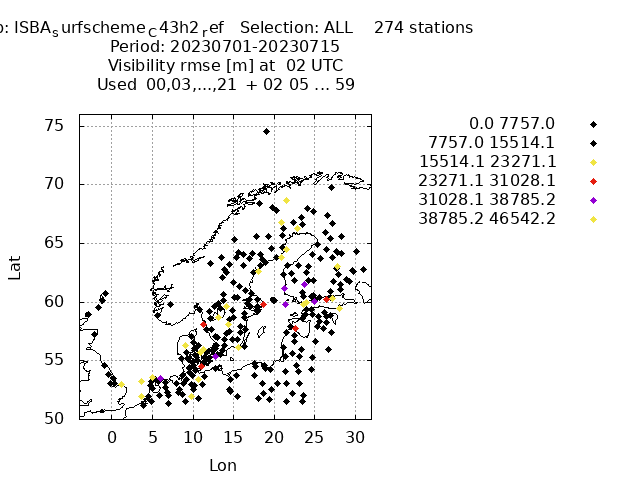 : ISBAsurfschemeC43h2ref Selection: ALL 274 stations
Period: 20230701-20230715
Visibility rmse [m] at 02 UTC
Used 00,03,...,21 + 02 05 ... 59
0.0 7757.0
7757.0 15514.1
15514.1 23271.1
23271.1 31028.1
31028.1 38785.2
38785.2 46542.2
75
70
65
60
55
50
Lat
0 5 10 15 20 25 30
Lon